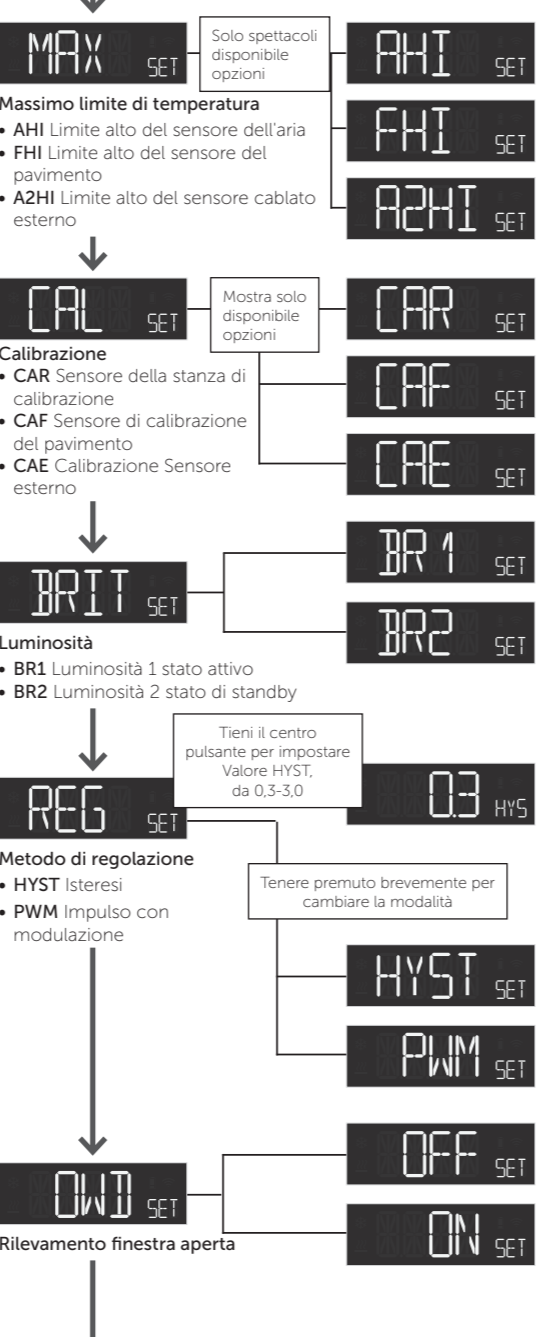 MAX SET
Solo spettacoli
disponibile
opzioni
AHI SET
FHI SET
A2HI SET
Massimo limite di temperatura
• AHI Limite alto del sensore dell'aria
• FHI Limite alto del sensore del
pavimento
• A2HI Limite alto del sensore cablato
esterno
CAL SET
Mostra solo
disponibile
opzioni
CAR SET
CAF SET
CAE SET
Calibrazione
• CAR Sensore della stanza di
calibrazione
• CAF Sensore di calibrazione
del pavimento
• CAE Calibrazione Sensore
esterno
BRIT SET
BR1 SET
BR2 SET
Luminosità
• BR1 Luminosità 1 stato attivo
• BR2 Luminosità 2 stato di standby
Tieni il centro
pulsante per impostare
Valore HYST,
da 0,3-3,0
REG SET
0.3 HYS
Metodo di regolazione
• HYST Isteresi
• PWM Impulso con
modulazione
Tenere premuto brevemente per
cambiare la modalità
HYST SET
PWM SET
OWD SET
OFF SET
ON SET
Rilevamento finestra aperta